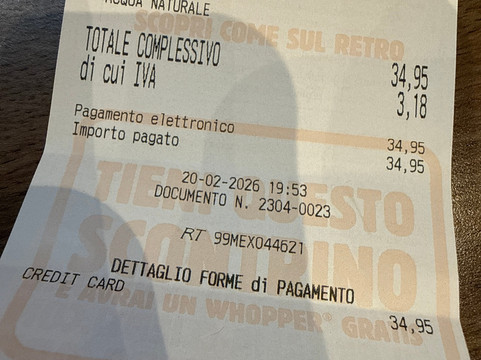 ACQUA NATURALE
SCOPRI COME SUL RETRO
TOTALE COMPLESSIVO 34,95
di cui IVA 3,18
Pagamento elettronico 34,95
Importo pagato 34,95
20-02-2026 19:53
DOCUMENTO N. 2304-0023
TIENI QUESTO
SCONTRINO
RT 99MEX044621
DETTAGLIO FORME di PAGAMENTO
CREDIT CARD 34,95
E AVRAI UN WHOPPER® GRATIS